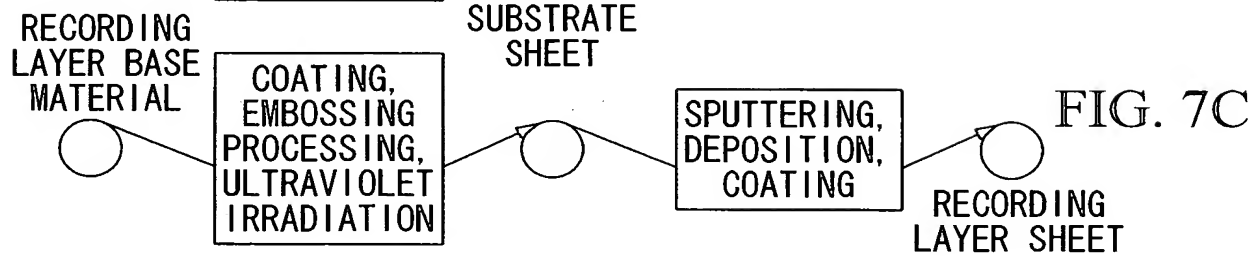 RECORDING
LAYER BASE
MATERIAL
COATING,
EMBOSSING
PROCESSING,
ULTRAVIOLET
IRRADIATION
SUBSTRATE
SHEET
SPUTTERING,
DEPOSITION,
COATING
RECORDING
LAYER SHEET
FIG. 7C